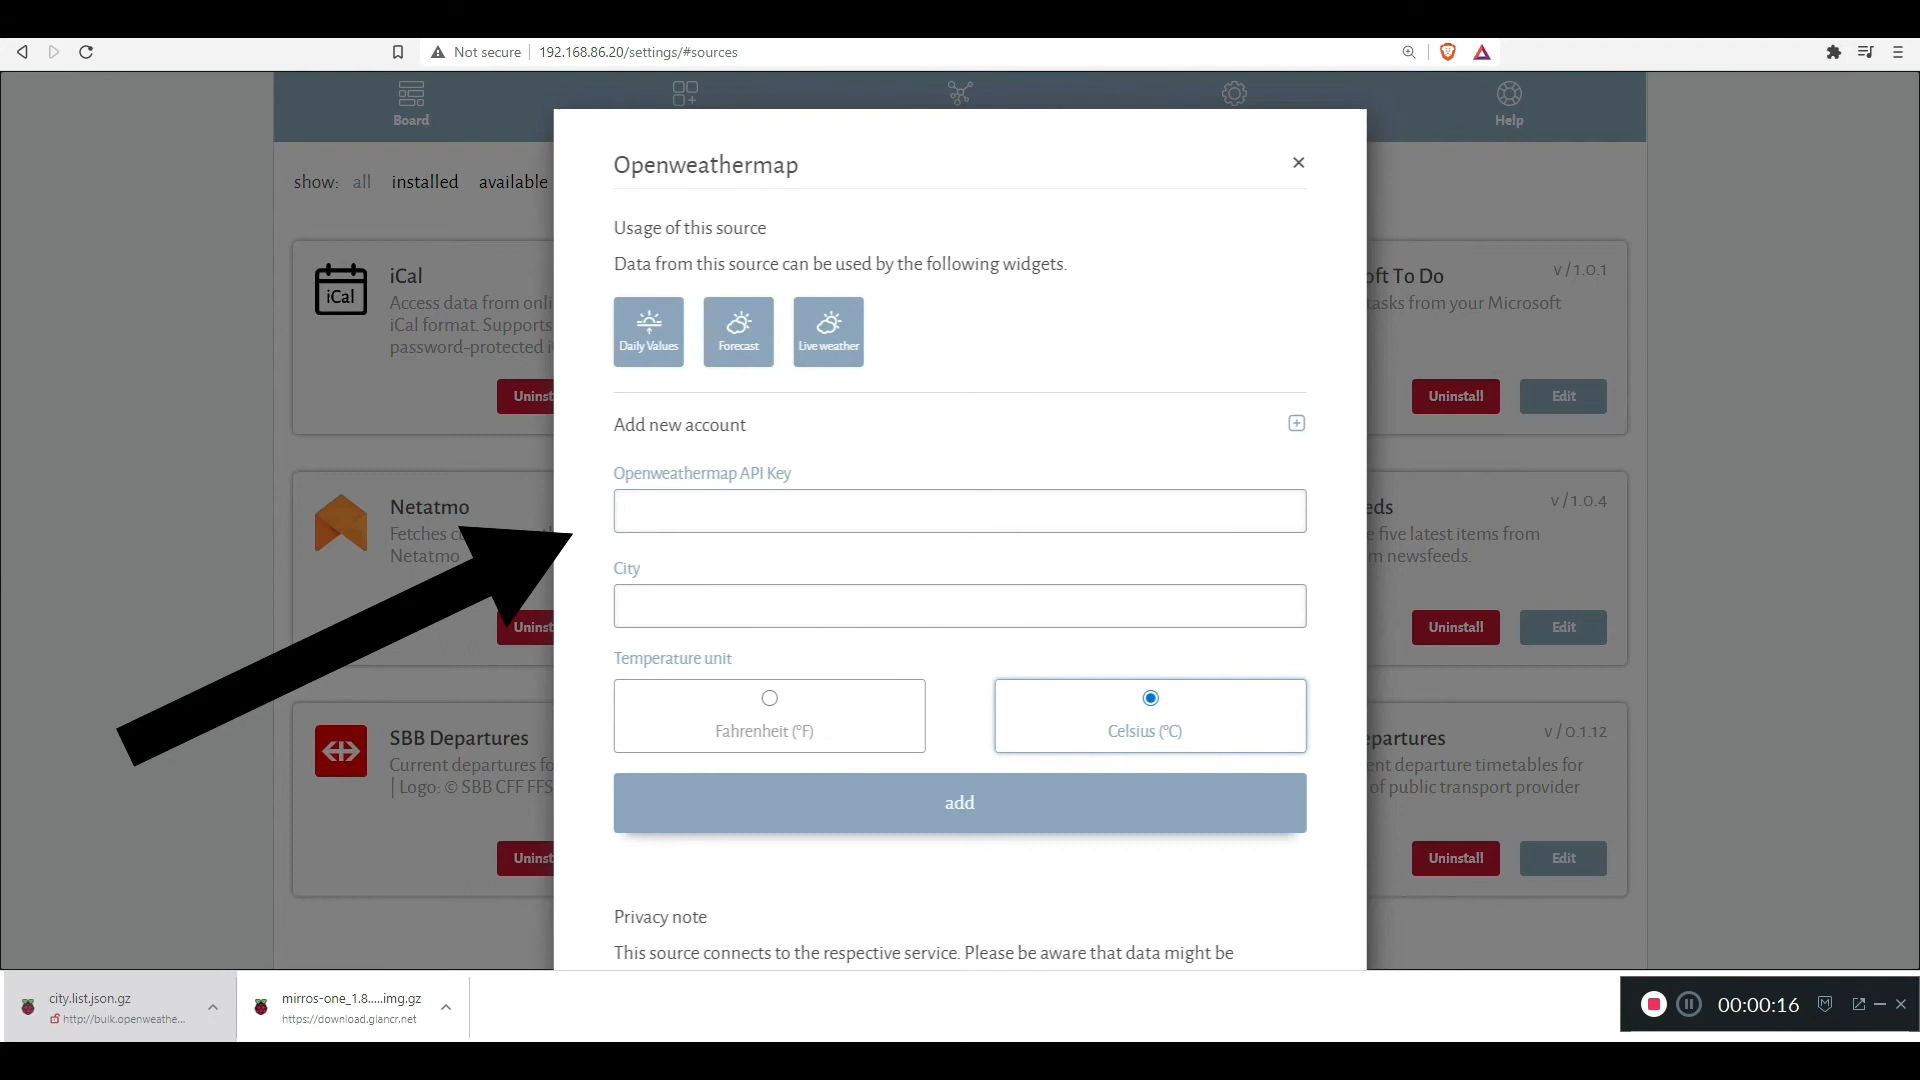 Not secure
192.168.86.20/settings/#sources
Board
Help
show: all installed available
Openweathermap
Usage of this source
Data from this source can be used by the following widgets.
Daily Values
Forecast
Live weather
Add new account
Openweathermap API Key
City
Temperature unit
Fahrenheit (°F)
Celsius (°C)
add
Privacy note
This source connects to the respective service. Please be aware that data might be
iCal
iCal
Access data from onli
iCal format. Supports
password-protected i
Uninst
Netatmo
Fetches c
Netatmo
Uninst
SBB Departures
Current departures fo
| Logo: © SBB CFF FFS
Uninst
oft To Do
v / 1.0.1
tasks from your Microsoft
Uninstall
Edit
eds
v / 1.0.4
e five latest items from
m newsfeeds.
Uninstall
Edit
epartures
v / 0.1.12
ent departure timetables for
of public transport provider
Uninstall
Edit
city.list.json.gz
http://bulk.openweathe...
mirros-one_1.8.....img.gz
https://download.glancr.net
00:00:16